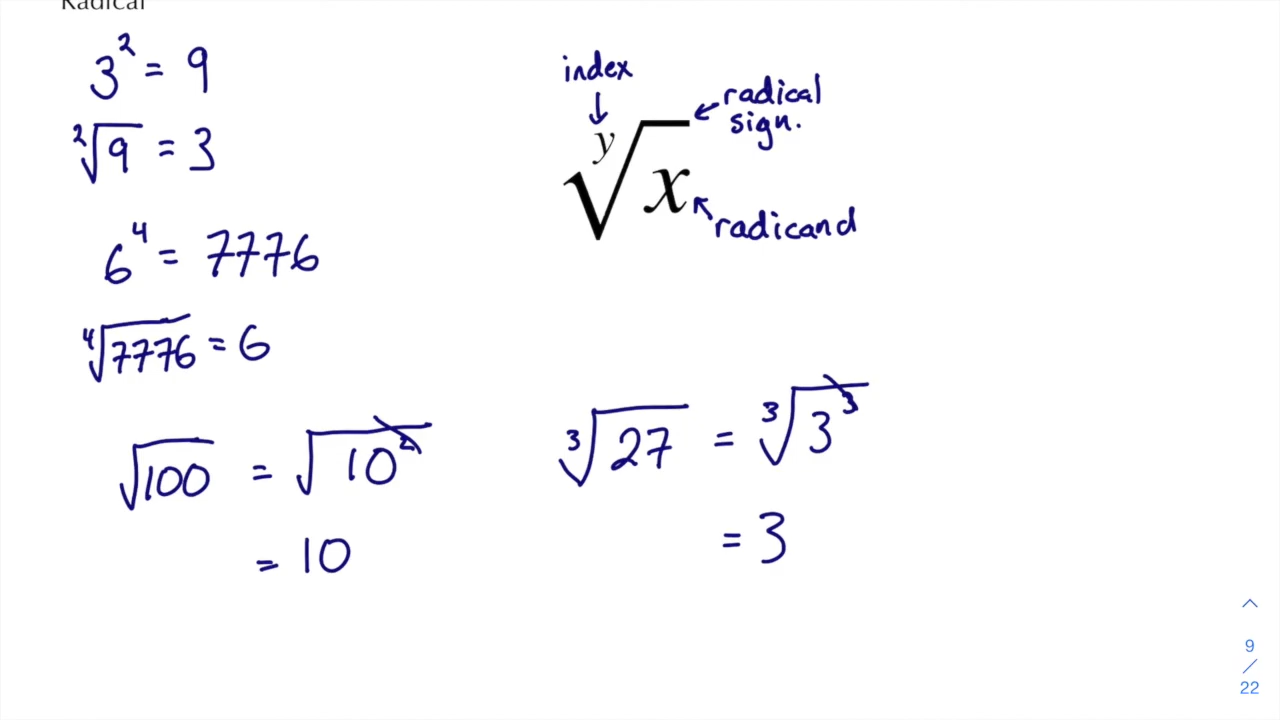 Radical
3² = 9
²√9 = 3
6⁴ = 7776
⁴√7776 = 6
√100 = √10²
= 10
index
radical
sign.
y√x
radicand
³√27 = ³√3³
= 3
9
/
22